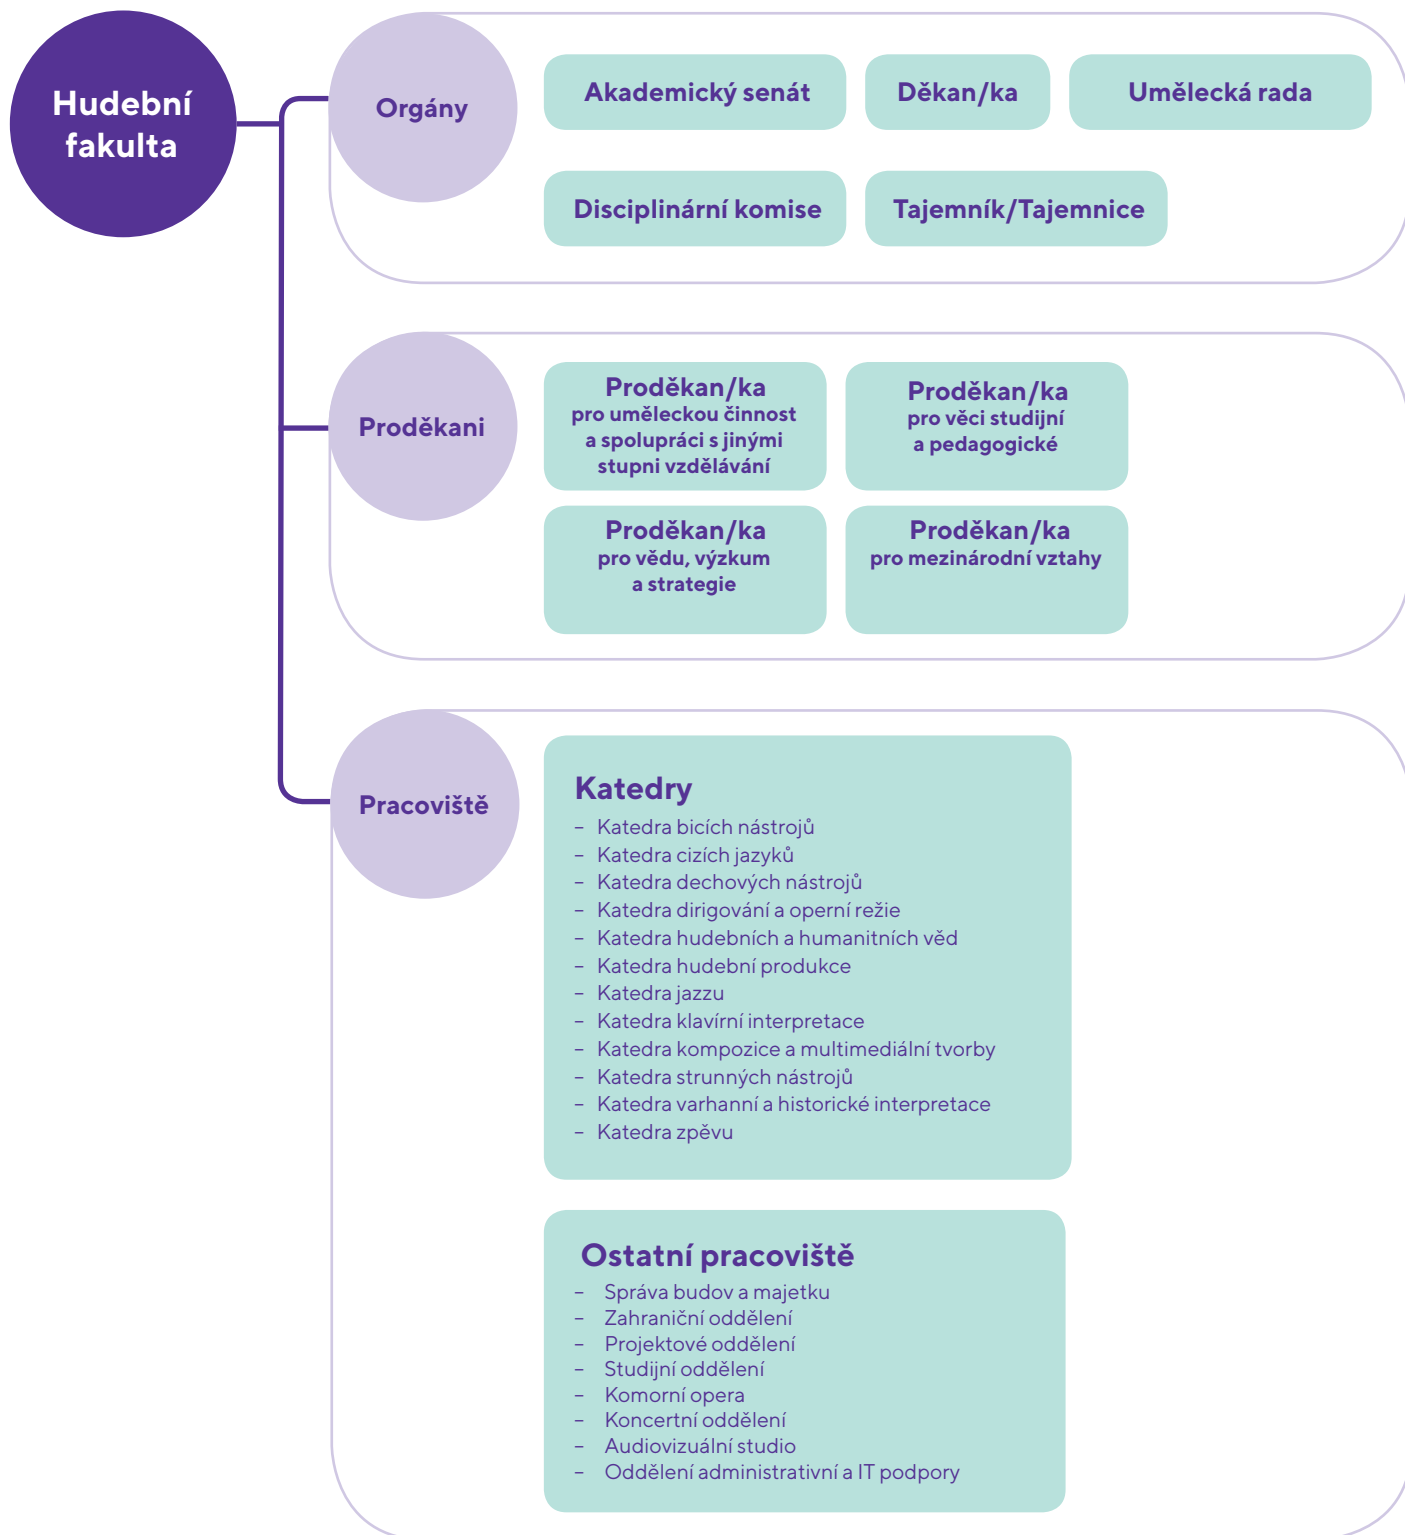 Hudební
fakulta
Orgány
Akademický senát
Děkan/ka
Umělecká rada
Disciplinární komise
Tajemník/Tajemnice
Proděkani
Proděkan/ka
pro uměleckou činnost
a spolupráci s jinými
stupni vzdělávání
Proděkan/ka
pro věci studijní
a pedagogické
Proděkan/ka
pro vědu, výzkum
a strategie
Proděkan/ka
pro mezinárodní vztahy
Pracoviště
Katedry
– Katedra bicích nástrojů
– Katedra cizích jazyků
– Katedra dechových nástrojů
– Katedra dirigování a operní režie
– Katedra hudebních a humanitních věd
– Katedra hudební produkce
– Katedra jazzu
– Katedra klavírní interpretace
– Katedra kompozice a multimediální tvorby
– Katedra strunných nástrojů
– Katedra varhanní a historické interpretace
– Katedra zpěvu
Ostatní pracoviště
– Správa budov a majetku
– Zahraniční oddělení
– Projektové oddělení
– Studijní oddělení
– Komorní opera
– Koncertní oddělení
– Audiovizuální studio
– Oddělení administrativní a IT podpory